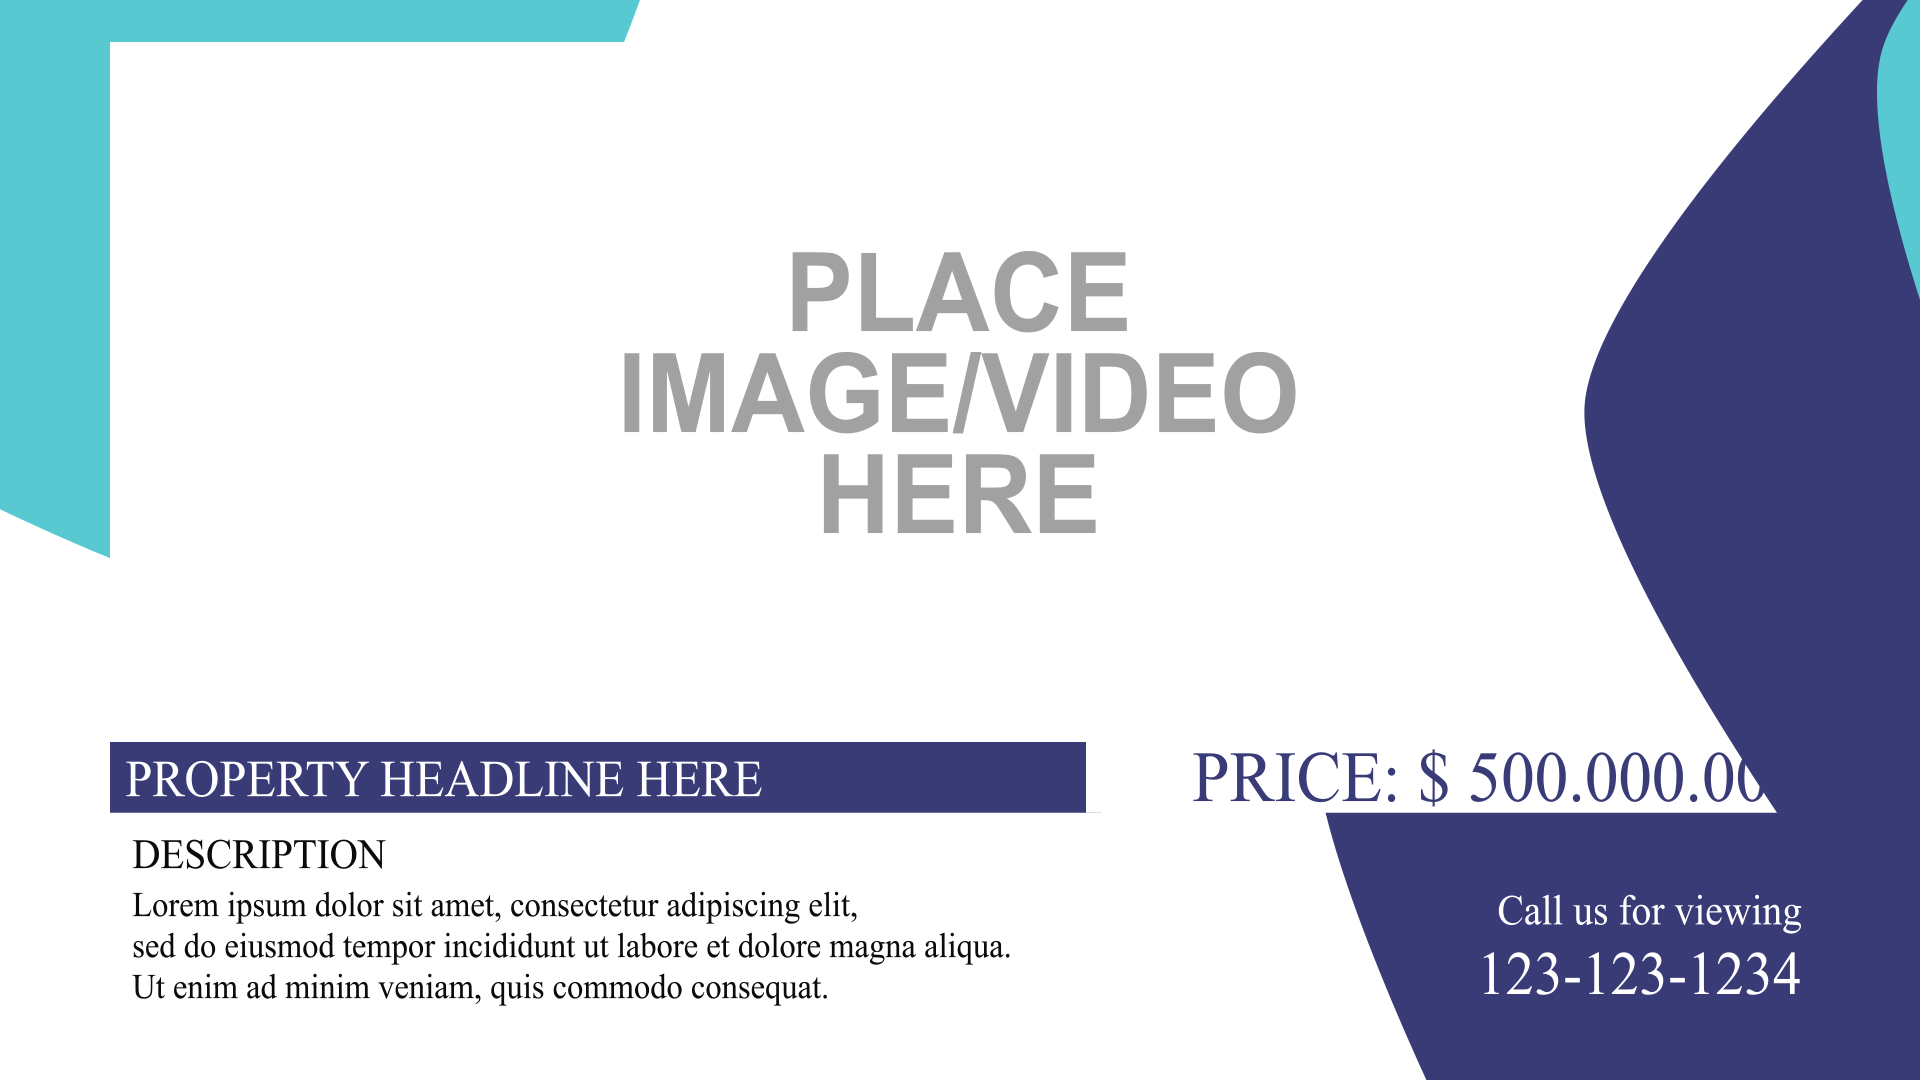 PLACE
IMAGE/VIDEO
HERE
PROPERTY HEADLINE HERE
PRICE: $ 500.000.00
DESCRIPTION
Lorem ipsum dolor sit amet, consectetur adipiscing elit,
sed do eiusmod tempor incididunt ut labore et dolore magna aliqua.
Ut enim ad minim veniam, quis commodo consequat.
Call us for viewing
123-123-1234